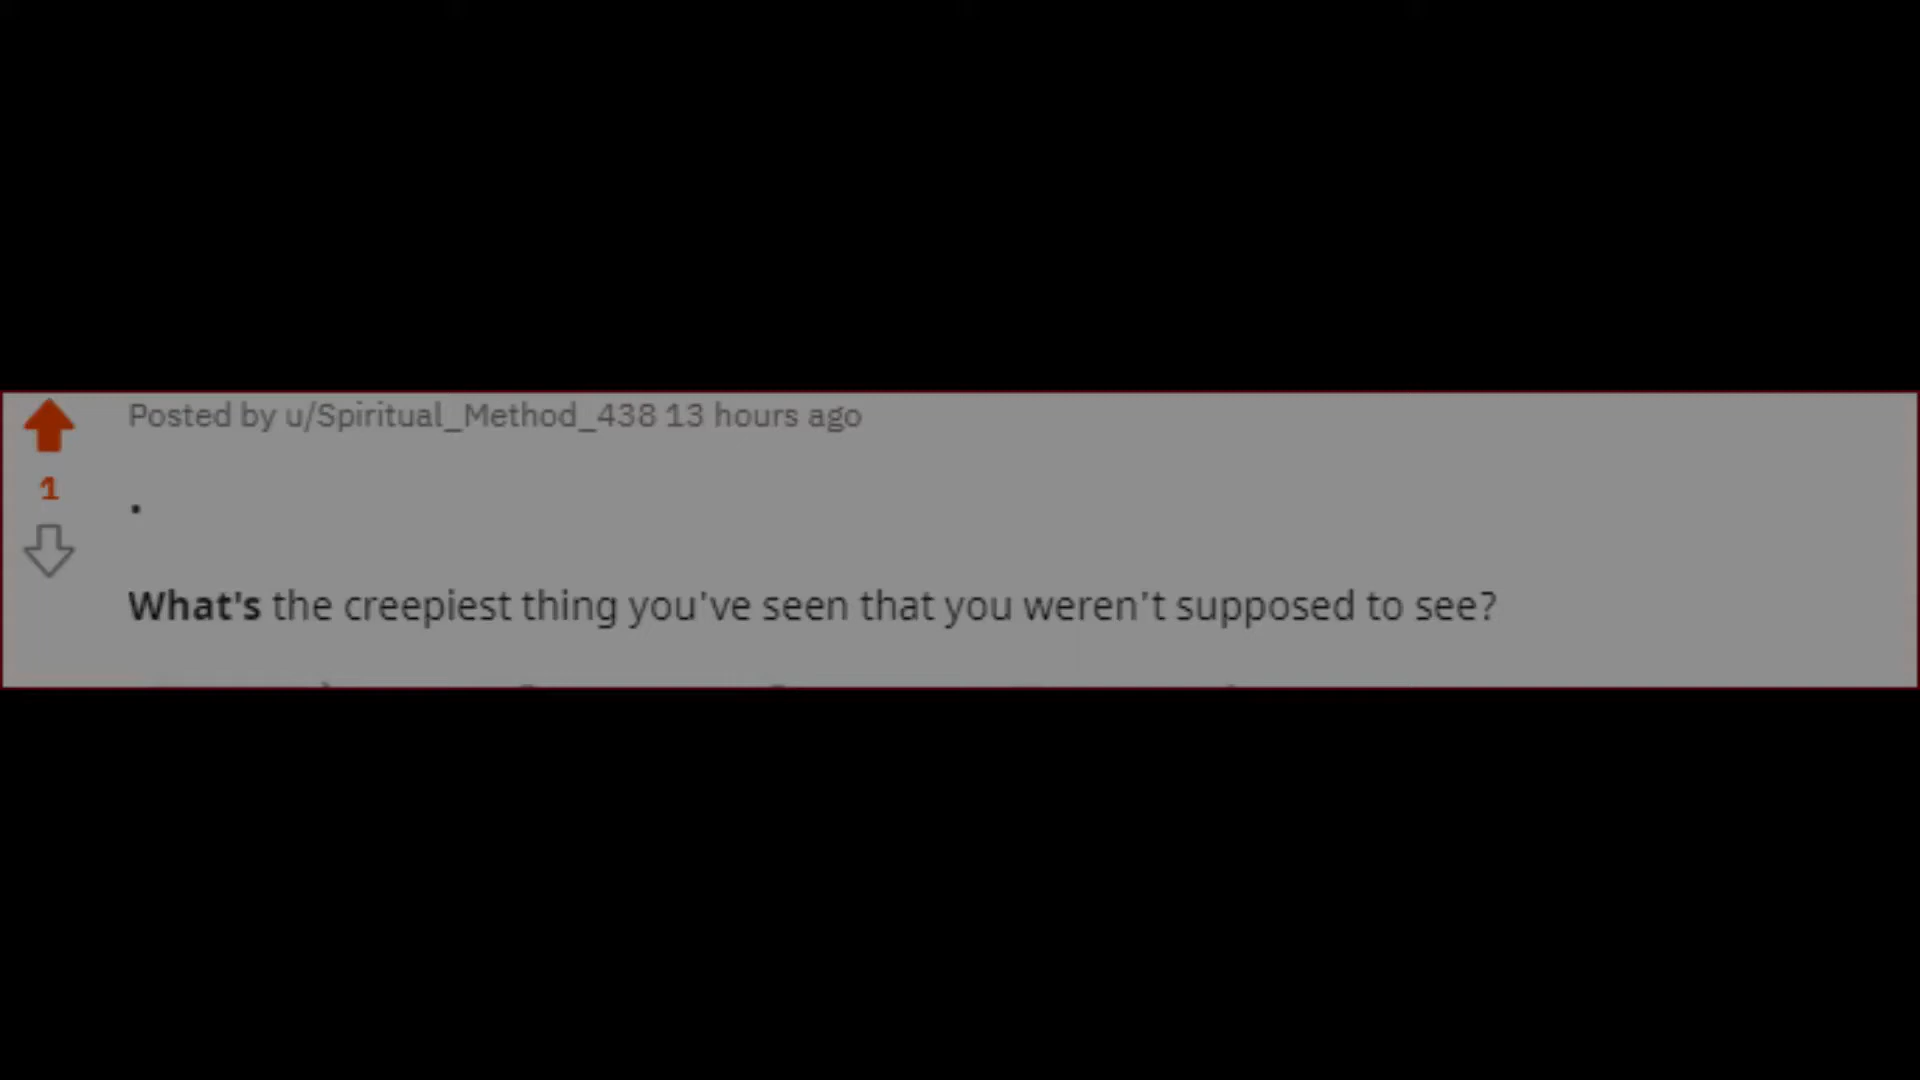 Posted by u/Spiritual_Method_438 13 hours ago
1
.
What's the creepiest thing you've seen that you weren't supposed to see?